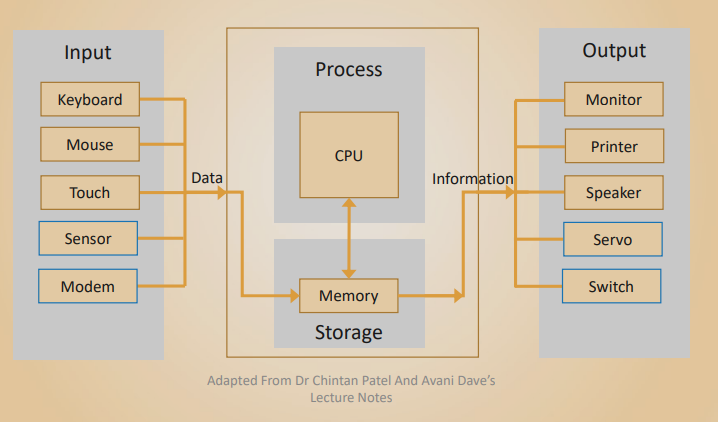 Input
Keyboard
Mouse
Touch
Sensor
Modem
Data
Process
CPU
Memory
Storage
Information
Output
Monitor
Printer
Speaker
Servo
Switch
Adapted From Dr Chintan Patel And Avani Dave's
Lecture Notes